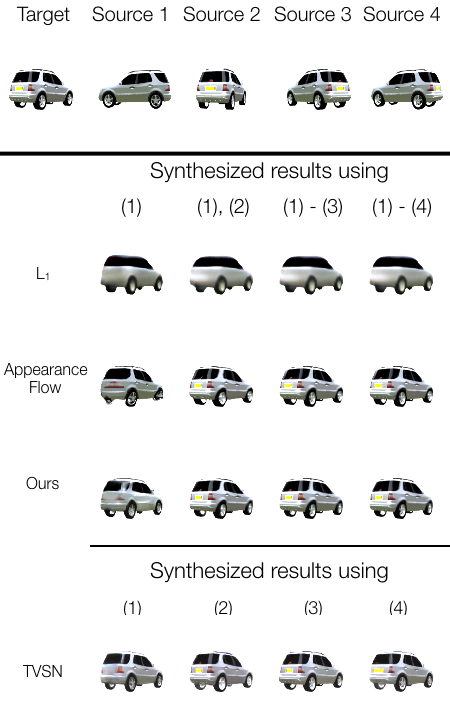 Target Source 1 Source 2 Source 3 Source 4
Synthesized results using
(1) (1), (2) (1) - (3) (1) - (4)
L₁
Appearance
Flow
Ours
Synthesized results using
(1) (2) (3) (4)
TVSN